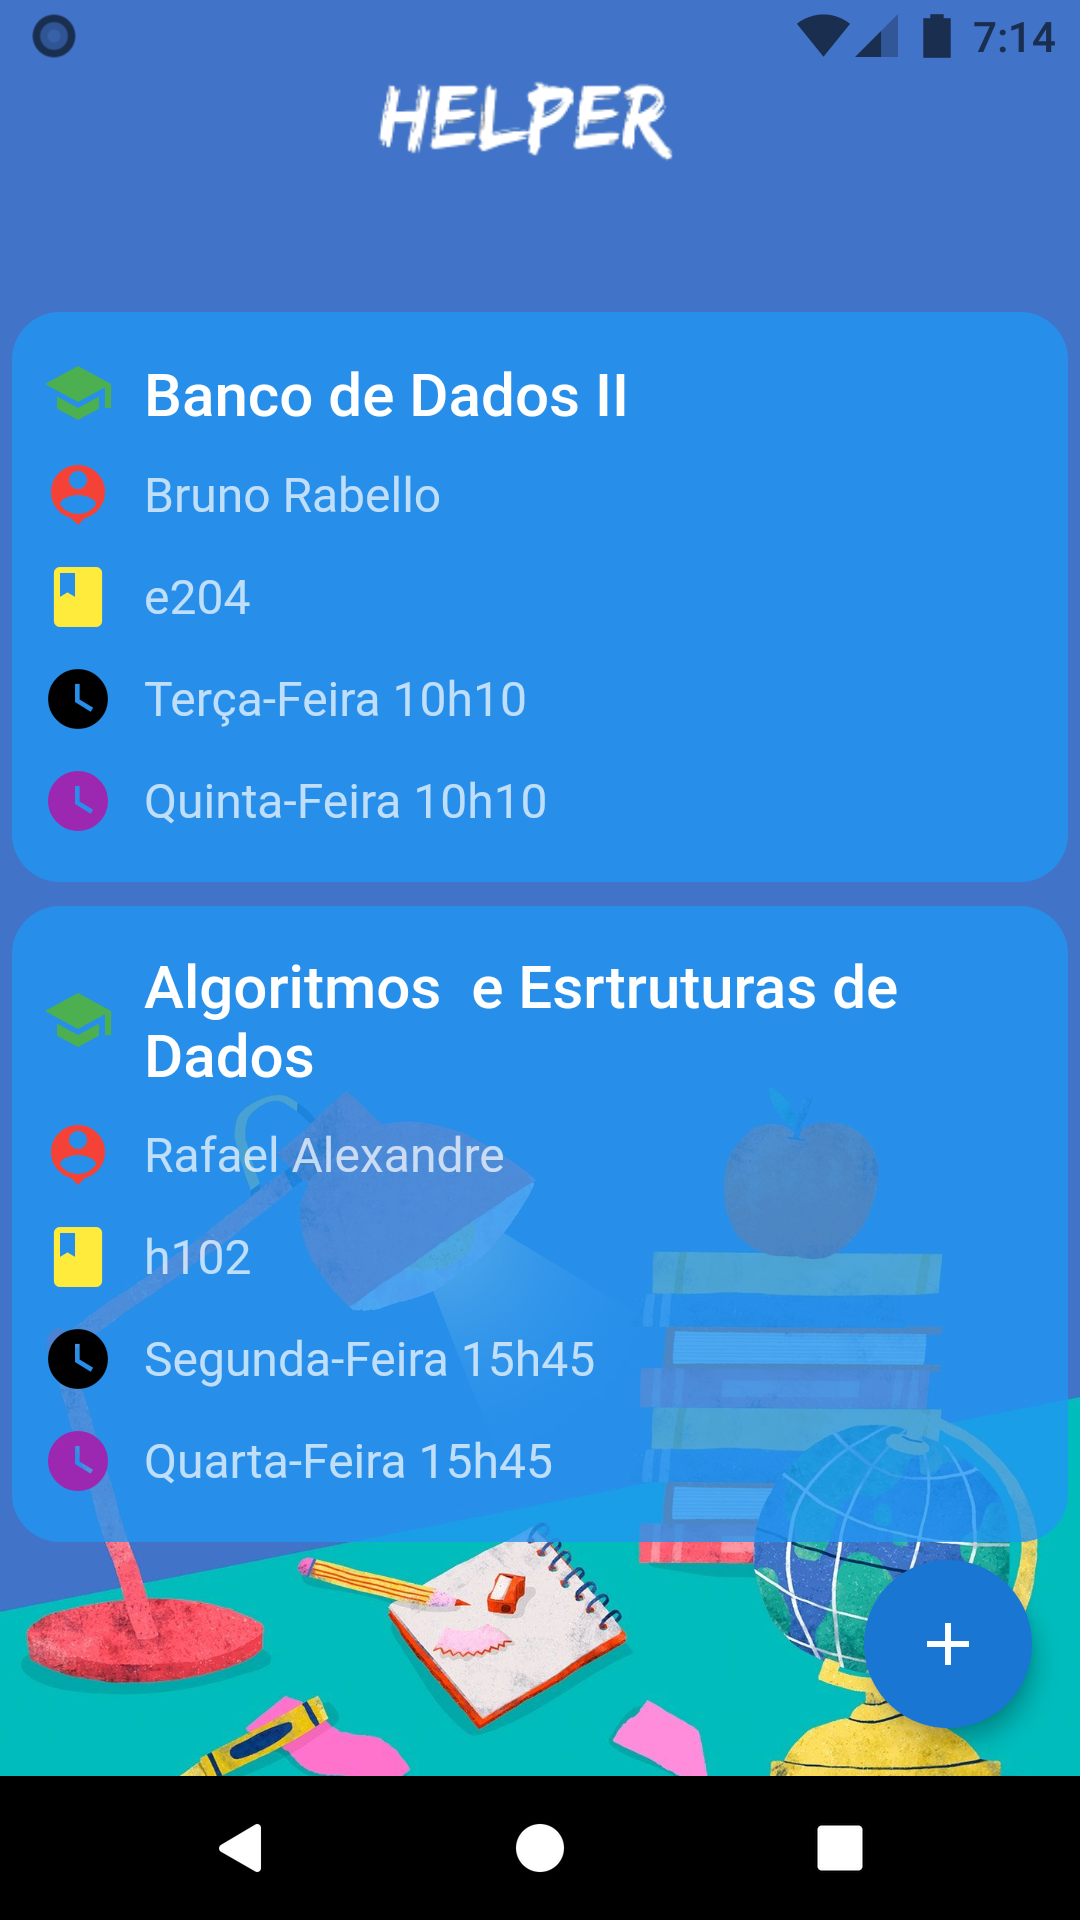 7:14
HELPER
Banco de Dados II
Bruno Rabello
e204
Terça-Feira 10h10
Quinta-Feira 10h10
Algoritmos  e Esrtruturas de
Dados
Rafael Alexandre
h102
Segunda-Feira 15h45
Quarta-Feira 15h45